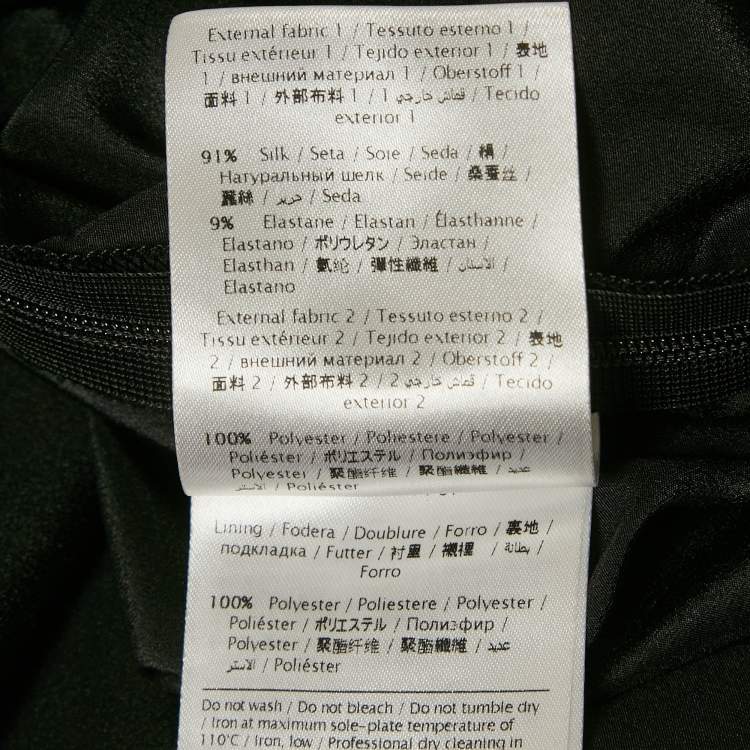 External fabric 1 / Tessuto esterno 1 /
Tissu extérieur 1 / Tejido exterior 1 / 表地
1 / внешний материал 1 / Oberstoff 1 /
面料 1 / 外部布料 1 / قماش خارجي 1 / Tecido
exterior 1
91% Silk / Seta / Soie / Seda / 絹 /
Натуральный шелк / Seide / 桑蚕丝 /
蠶絲 / حرير / Seda
9% Elastane / Elastan / Élasthanne /
Elastano / ポリウレタン / Эластан /
Elasthan / 氨纶 / 彈性纖維 / الاستان /
Elastano
External fabric 2 / Tessuto esterno 2 /
Tissu extérieur 2 / Tejido exterior 2 / 表地
2 / внешний материал 2 / Oberstoff 2 /
面料 2 / 外部布料 2 / قماش خارجي 2 / Tecido
exterior 2
100% Polyester / Poliestere / Polyester /
Poliéster / ポリエステル / Полиэфир /
Polyester / 聚酯纤维 / 聚酯纖維 / عديد
الاستر / Poliéster
Lining / Fodera / Doublure / Forro / 裏地 /
подкладка / Futter / 衬里 / 襯裡 / بطانة /
Forro
100% Polyester / Poliestere / Polyester /
Poliéster / ポリエステル / Полиэфир /
Polyester / 聚酯纤维 / 聚酯纖維 / عديد
الاستر / Poliéster
Do not wash / Do not bleach / Do not tumble dry
/ Iron at maximum sole-plate temperature of
110°C / Iron, low / Professional dry cleaning in